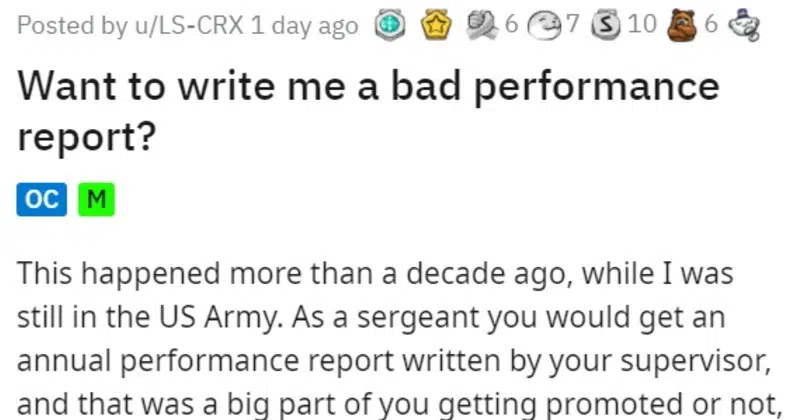 Posted by u/LS-CRX 1 day ago 6 7 S 10 6
Want to write me a bad performance
report?
OC M
This happened more than a decade ago, while I was
still in the US Army. As a sergeant you would get an
annual performance report written by your supervisor,
and that was a big part of you getting promoted or not,